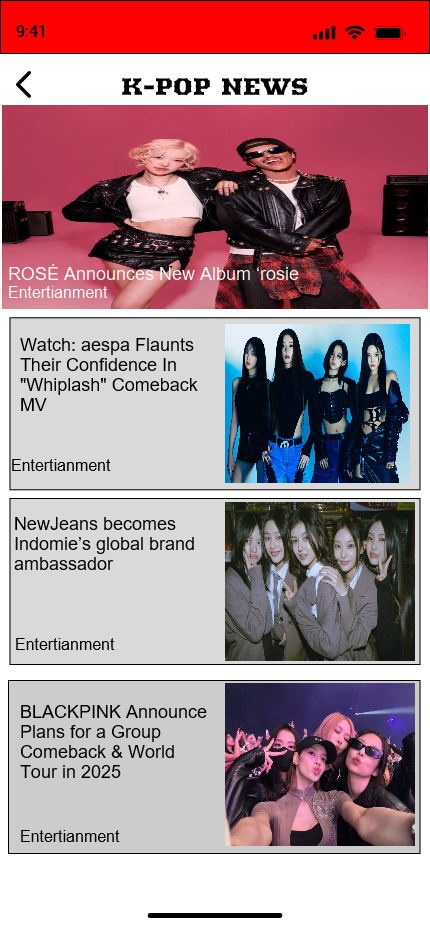 9:41
K-POP NEWS
ROSÉ Announces New Album ‘rosie
Entertianment
Watch: aespa Flaunts
Their Confidence In
"Whiplash" Comeback
MV
Entertianment
NewJeans becomes
Indomie’s global brand
ambassador
Entertianment
BLACKPINK Announce
Plans for a Group
Comeback & World
Tour in 2025
Entertianment